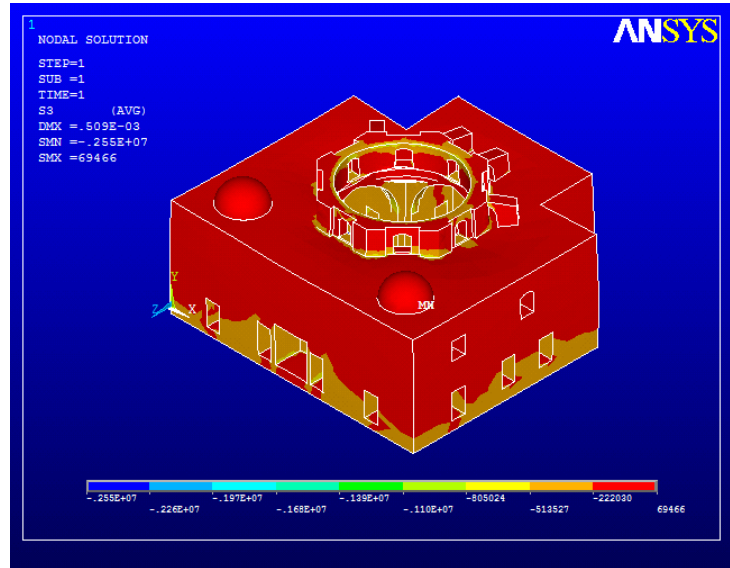 1
ANSYS
NODAL SOLUTION
STEP=1
SUB =1
TIME=1
S3 (AVG)
DMX =.509E-03
SMN =-.255E+07
SMX =69466
Y
Z X
MN
-.255E+07 -.197E+07 -.139E+07 -805024 -222030
-.226E+07 -.168E+07 -.110E+07 -513527 69466